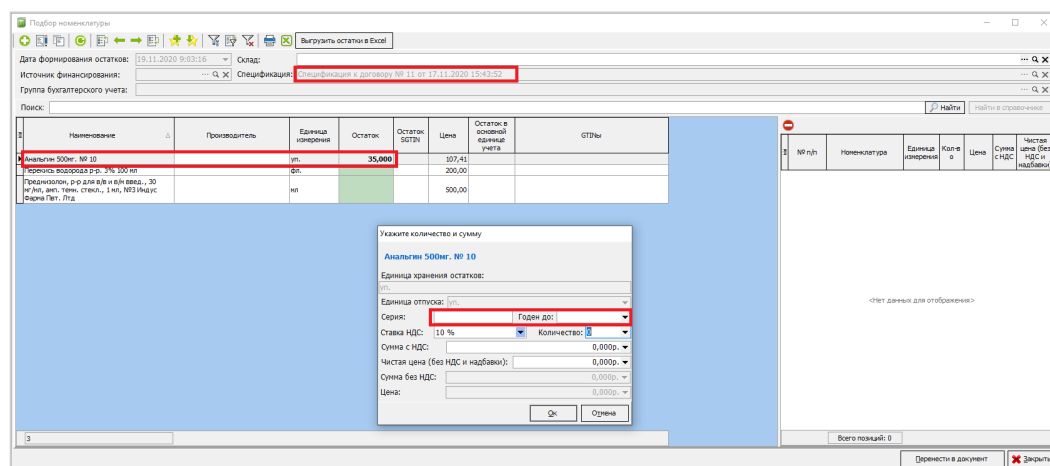 Подбор номенклатуры
Выгрузить остатки в Excel
Дата формирования остатков: 19.11.2020 9:03:16 Склад:
Источник финансирования: Спецификация: Спецификация к договору № 11 от 17.11.2020 15:43:52
Группа бухгалтерского учета:
Поиск: Найти Найти в справочнике
Наименование Производитель Единица измерения Остаток Остаток SGTIN Цена Остаток в основной единице учета GTINы
Анальгин 500мг. № 10 уп. 35,000 107,41
Перекись водорода р-р. 3% 100 мл фл. 200,00
Преднизолон, р-р для в/в и в/м введ., 30
мг/мл, амп. темн. стекл., 1 мл, №3 Индус мл 500,00
Фарма Пвт. Лтд
3
№ п/п Номенклатура Единица измерения Кол-во Цена Сумма с НДС Чистая цена (без НДС и надбавки)
<Нет данных для отображения>
Всего позиций: 0
Укажите количество и сумму
Анальгин 500мг. № 10
Единица хранения остатков:
уп.
Единица отпуска: уп.
Серия: Годен до:
Ставка НДС: 10 % Количество: 0
Сумма с НДС: 0,000р.
Чистая цена (без НДС и надбавки): 0,000р.
Сумма без НДС: 0,000р.
Цена: 0,000р.
Ок Отмена
Перенести в документ Закрыть